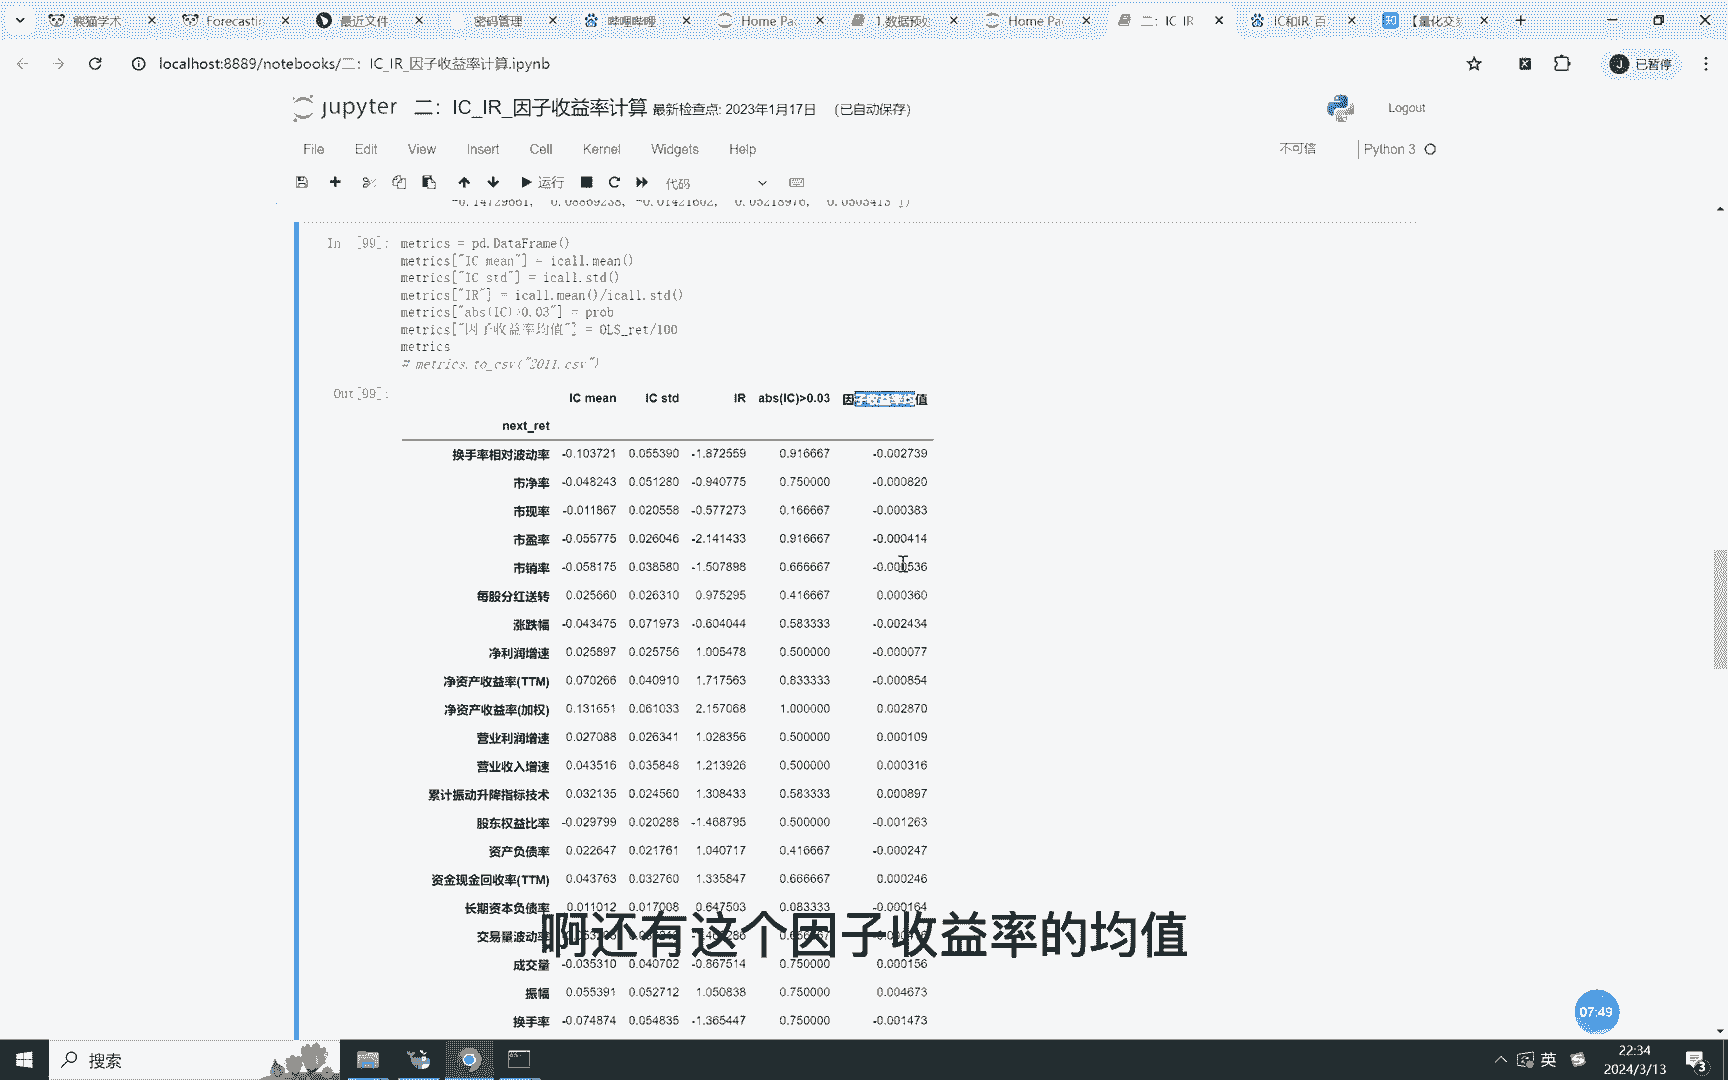 熊猫学术
Forecasti
最近文件
密码管理
哔哩哔哩
Home Pa
1.数据预处
Home Pa
二：IC_IR
IC和IR_百
【量化交易
localhost:8889/notebooks/二：IC_IR_因子收益率计算.ipynb
已暂停
jupyter 二：IC_IR_因子收益率计算 最新检查点: 2023年1月17日 (已自动保存)
Logout
File Edit View Insert Cell Kernel Widgets Help
不可信 Python 3
运行 代码
-0.14729661, 0.08869238, -0.01421602, 0.05218976, 0.0505413 ])
In [99]: metrics = pd.DataFrame()
metrics["IC mean"] = icall.mean()
metrics["IC std"] = icall.std()
metrics["IR"] = icall.mean()/icall.std()
metrics["abs(IC)>0.03"] = prob
metrics["因子收益率均值"] = OLS_ret/100
metrics
# metrics.to_csv("2011.csv")
Out[99]:
IC mean IC std IR abs(IC)>0.03 因子收益率均值
next_ret
换手率相对波动率 -0.103721 0.055390 -1.872559 0.916667 -0.002739
市净率 -0.048243 0.051280 -0.940775 0.750000 -0.000820
市现率 -0.011867 0.020558 -0.577273 0.166667 -0.000383
市盈率 -0.055775 0.026046 -2.141433 0.916667 -0.000414
市销率 -0.058175 0.038580 -1.507898 0.666667 -0.000536
每股分红送转 0.025660 0.026310 0.975295 0.416667 0.000360
涨跌幅 -0.043475 0.071973 -0.604044 0.583333 -0.002434
净利润增速 0.025897 0.025756 1.005478 0.500000 -0.000077
净资产收益率(TTM) 0.070266 0.040910 1.717563 0.833333 -0.000854
净资产收益率(加权) 0.131651 0.061033 2.157068 1.000000 0.002870
营业利润增速 0.027088 0.026341 1.028356 0.500000 0.000109
营业收入增速 0.043516 0.035848 1.213926 0.500000 0.000316
累计振动升降指标技术 0.032135 0.024560 1.308433 0.583333 0.000897
股东权益比率 -0.029799 0.020288 -1.468795 0.500000 -0.001263
资产负债率 0.022647 0.021761 1.040717 0.416667 -0.000247
资金现金回收率(TTM) 0.043763 0.032760 1.335847 0.666667 0.000246
长期资本负债率 0.011012 0.017008 0.647503 0.083333 -0.000164
交易量波动率
啊还有这个因子收益率的均值
成交量 -0.035310 0.040702 -0.867514 0.750000 0.000156
振幅 0.055391 0.052712 1.050838 0.750000 0.004673
换手率 -0.074874 0.054835 -1.365447 0.750000 -0.001473
07:49
搜索
英
22:34
2024/3/13
3